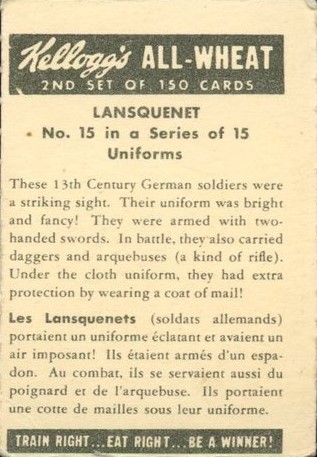 Kellogg's ALL-WHEAT
2ND SET OF 150 CARDS
LANSQUENET
No. 15 in a Series of 15
Uniforms
These 13th Century German soldiers were
a striking sight. Their uniform was bright
and fancy! They were armed with two-
handed swords. In battle, they also carried
daggers and arquebuses (a kind of rifle).
Under the cloth uniform, they had extra
protection by wearing a coat of mail!
Les Lansquenets (soldats allemands)
portaient un uniforme éclatant et avaient un
air imposant! Ils étaient armés d'un espa-
don. Au combat, ils se servaient aussi du
poignard et de l'arquebuse. Ils portaient
une cotte de mailles sous leur uniforme.
TRAIN RIGHT...EAT RIGHT...BE A WINNER!